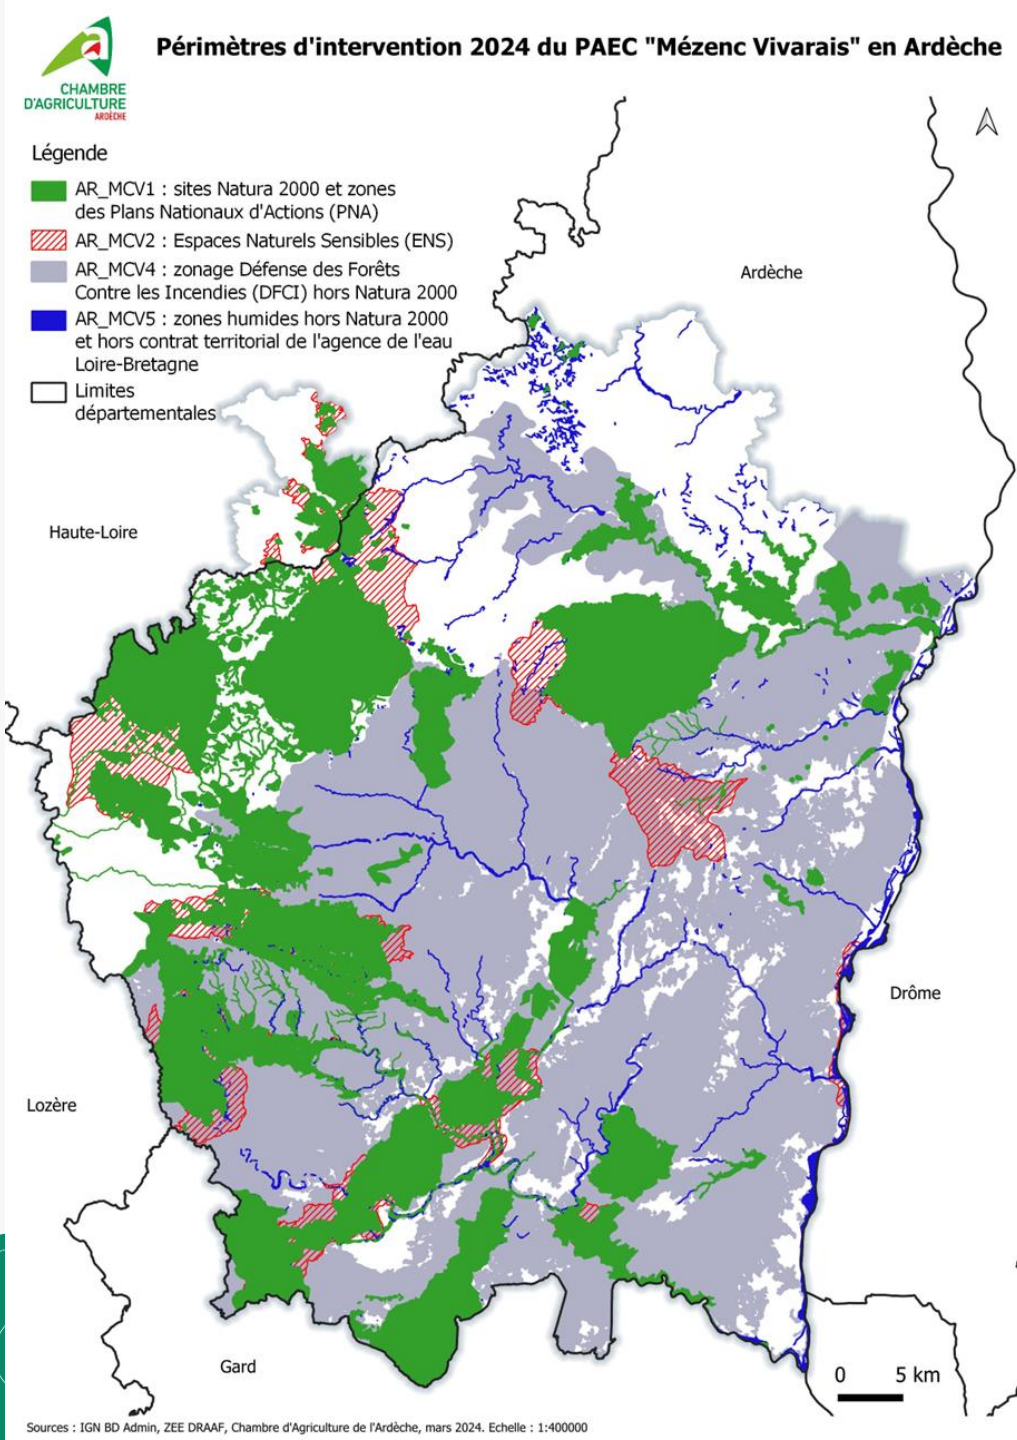 Périmètres d'intervention 2024 du PAEC "Mézenc Vivarais" en Ardèche
a
CHAMBRE
D'AGRICULTURE
ARDÈCHE
Légende
AR_MCV1 : sites Natura 2000 et zones
des Plans Nationaux d'Actions (PNA)
AR_MCV2 : Espaces Naturels Sensibles (ENS)
AR_MCV4 : zonage Défense des Forêts
Contre les Incendies (DFCI) hors Natura 2000
AR_MCV5 : zones humides hors Natura 2000
et hors contrat territorial de l'agence de l'eau
Loire-Bretagne
Limites
départementales
Ardèche
Haute-Loire
Drôme
Lozère
Gard
0 5 km
Sources : IGN BD Admin, ZEE DRAAF, Chambre d'Agriculture de l'Ardèche, mars 2024. Echelle : 1:400000